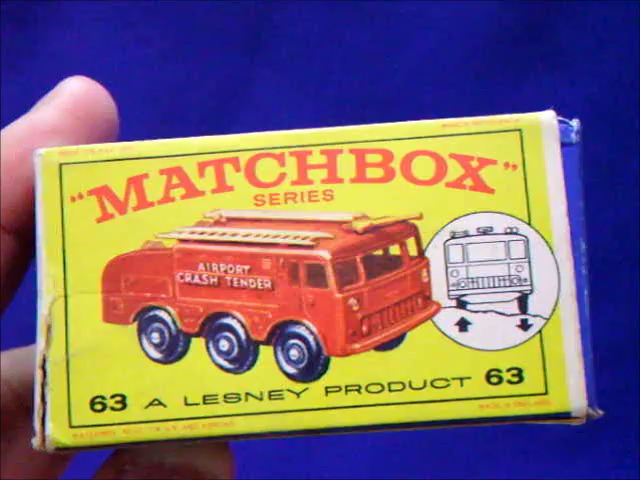 "MATCHBOX"
SERIES
AIRPORT
CRASH TENDER
63 A LESNEY PRODUCT 63